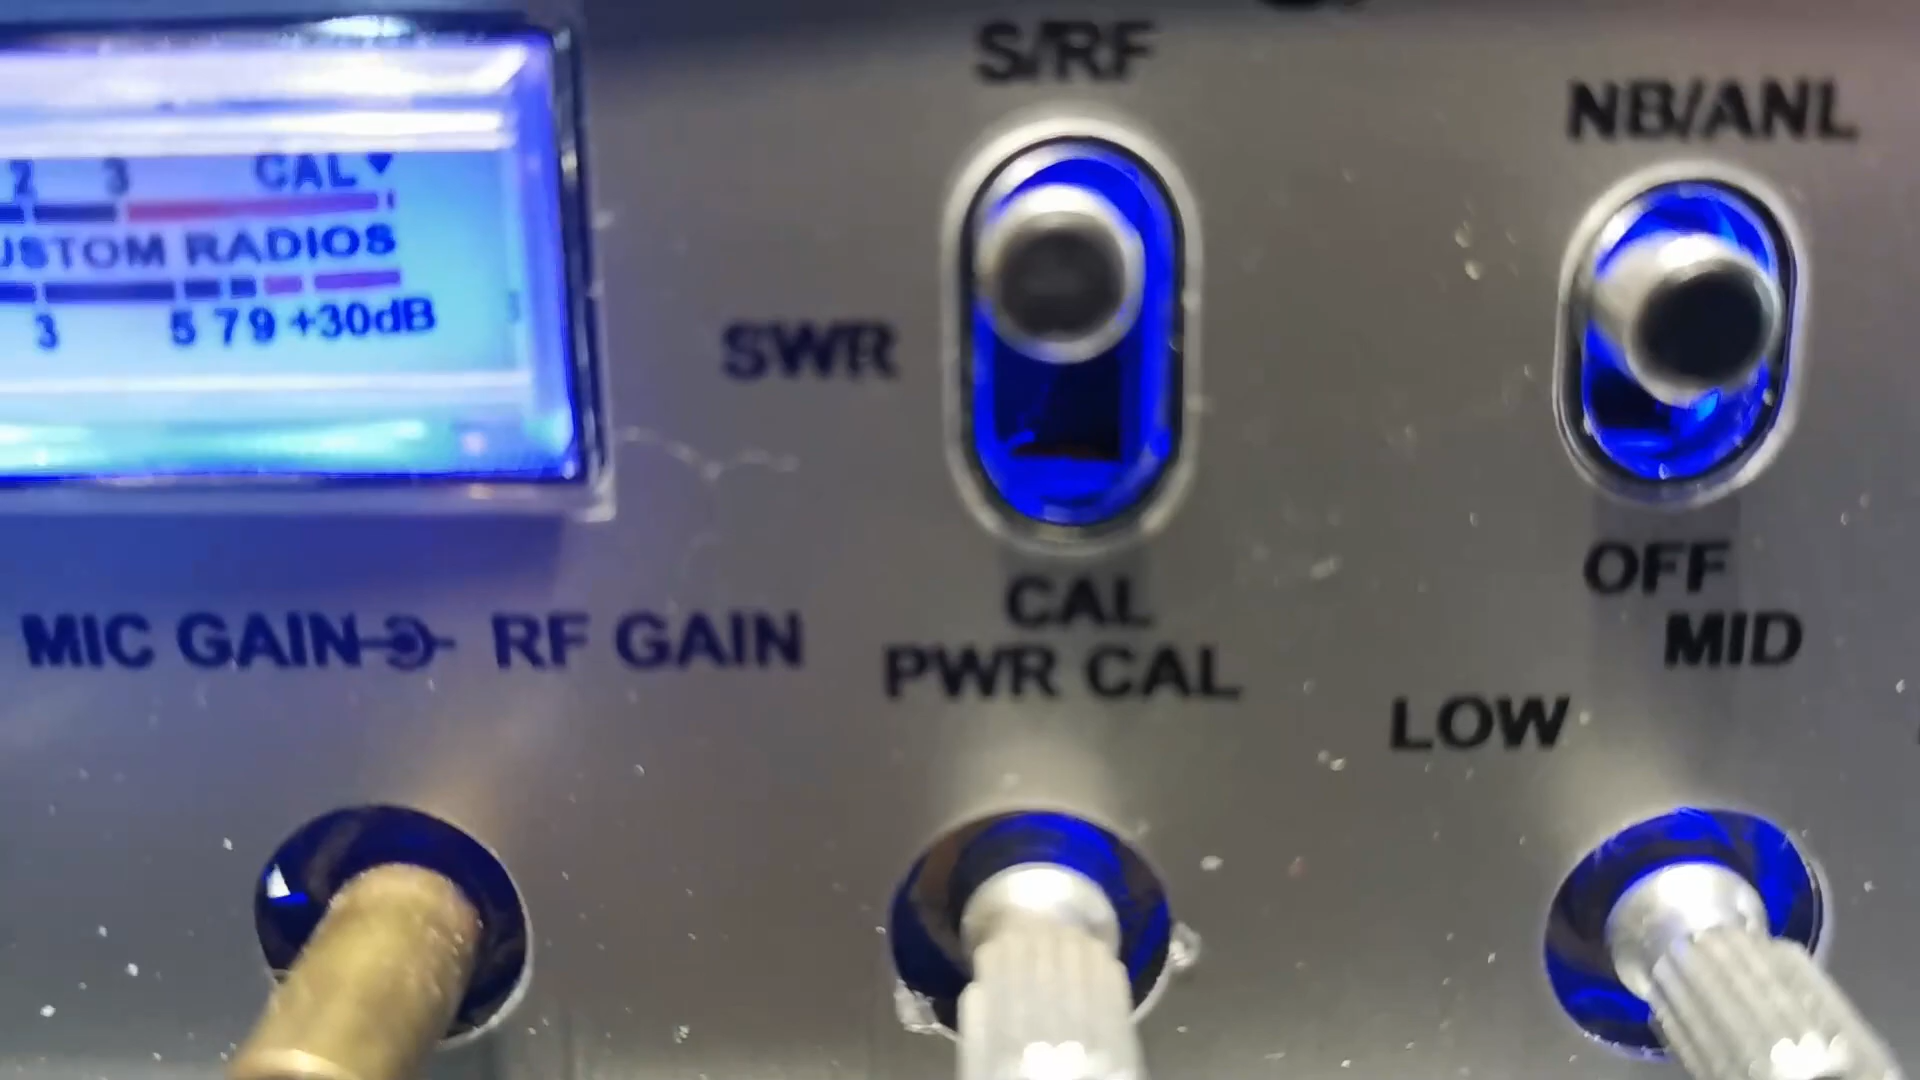 S/RF
NB/ANL
2 3 CAL
USTOM RADIOS
3 5 7 9 +30dB
SWR
OFF
CAL
MIC GAIN RF GAIN
MID
PWR CAL
LOW